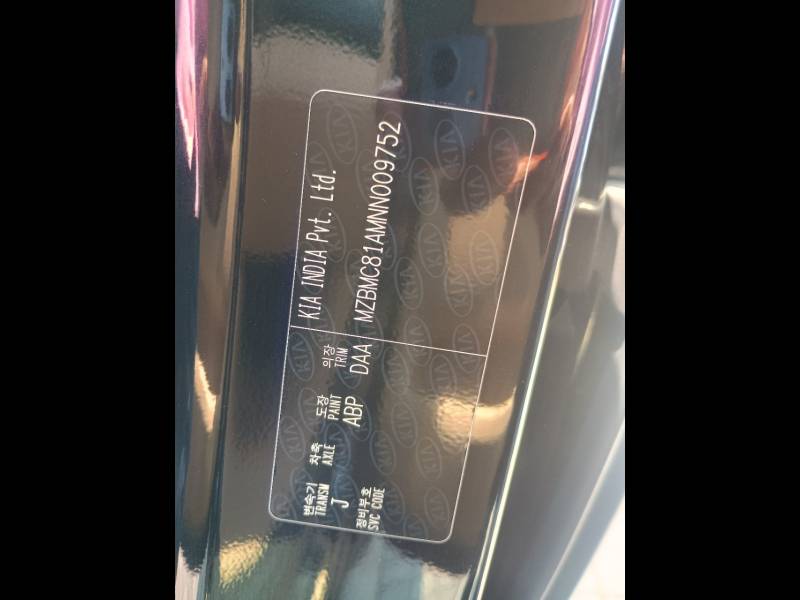 변속기 차축 도장 의장
TRANSM AXLE PAINT TRIM
J ABP DAA
정비부호
SVC CODE
KIA INDIA Pvt. Ltd.
MZBMC81AMNN009752